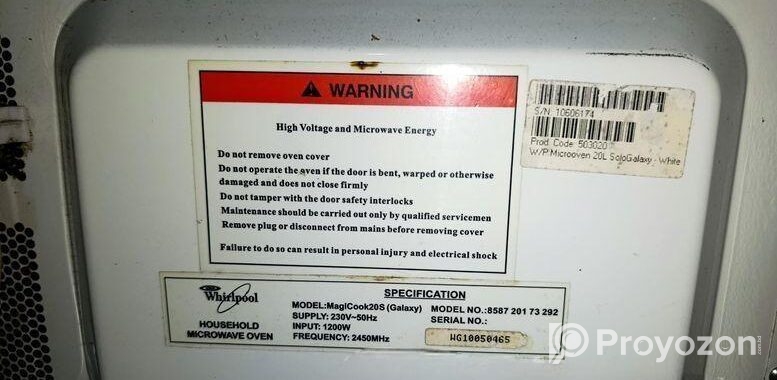 WARNING
High Voltage and Microwave Energy
Do not remove oven cover
Do not operate the oven if the door is bent, warped or otherwise
damaged and does not close firmly
Do not tamper with the door safety interlocks
Maintenance should be carried out only by qualified servicemen
Remove plug or disconnect from mains before removing cover
Failure to do so can result in personal injury and electrical shock
S/N: 10606174
Prod. Code: 503020
W/P Microoven 20L SoloGalaxy - White
Whirlpool
HOUSEHOLD
MICROWAVE OVEN
SPECIFICATION
MODEL:MagiCook20S (Galaxy)
SUPPLY: 230V~50Hz
INPUT: 1200W
FREQUENCY: 2450MHz
MODEL NO.:8587 201 73 292
SERIAL NO.:
WG10050465
Proyozon